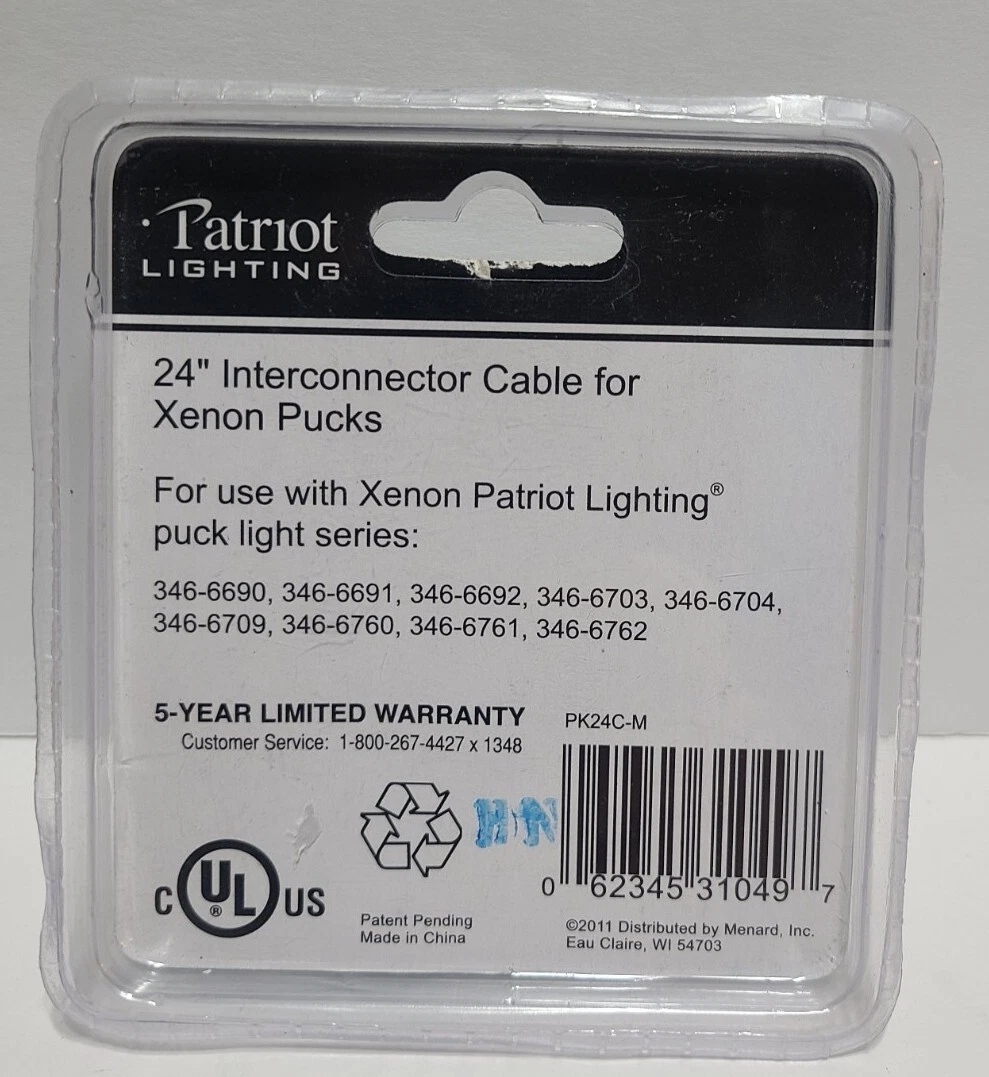 Patriot
LIGHTING
24" Interconnector Cable for
Xenon Pucks
For use with Xenon Patriot Lighting®
puck light series:
346-6690, 346-6691, 346-6692, 346-6703, 346-6704,
346-6709, 346-6760, 346-6761, 346-6762
5-YEAR LIMITED WARRANTY
Customer Service: 1-800-267-4427 x 1348
PK24C-M
HN
C UL® US
0 62345 31049 7
Patent Pending
Made in China
©2011 Distributed by Menard, Inc.
Eau Claire, WI 54703